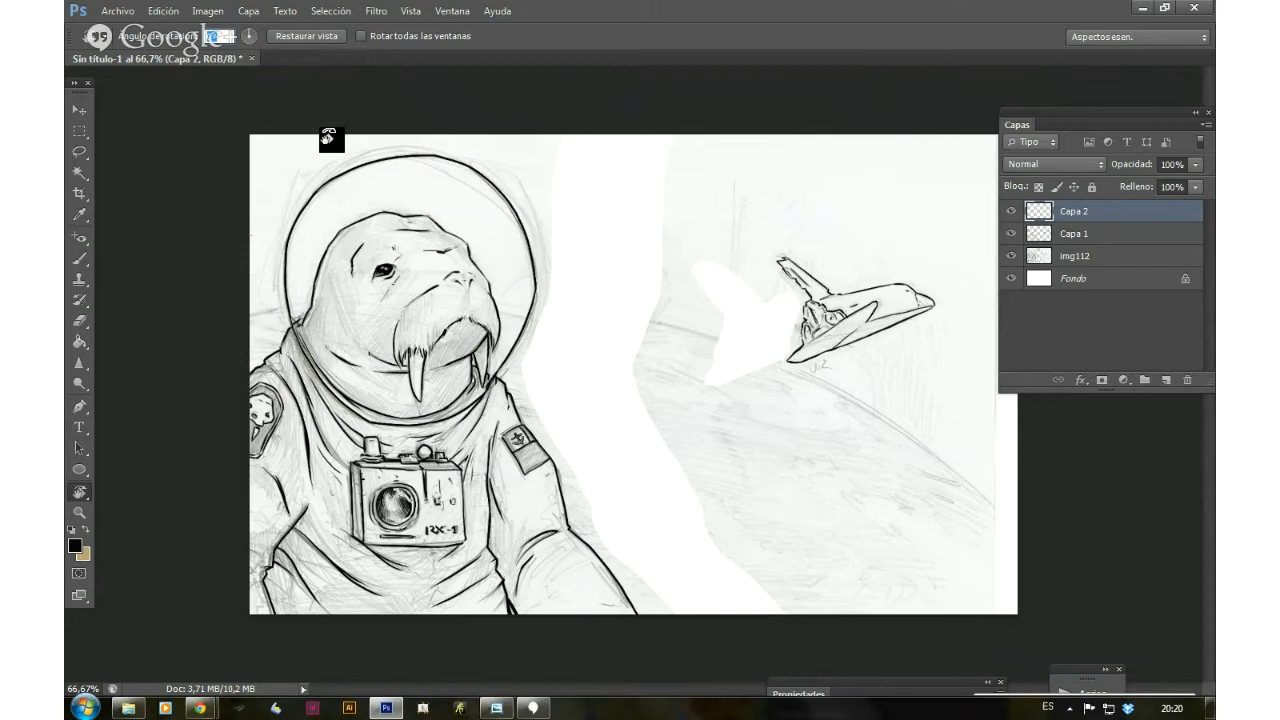 Ps Archivo Edición Imagen Capa Texto Selección Filtro Vista Ventana Ayuda
Google
Restaurar vista Rotar todas las ventanas Aspectos esen.
Sin título-1 al 66,7% (Capa 2, RGB/8) *
Capas
Tipo
Normal Opacidad: 100%
Bloq.: Relleno: 100%
Capa 2
Capa 1
img112
Fondo
RX-1
66,67% Doc: 3,71 MB/10,2 MB
Propiedades
ES 20:20